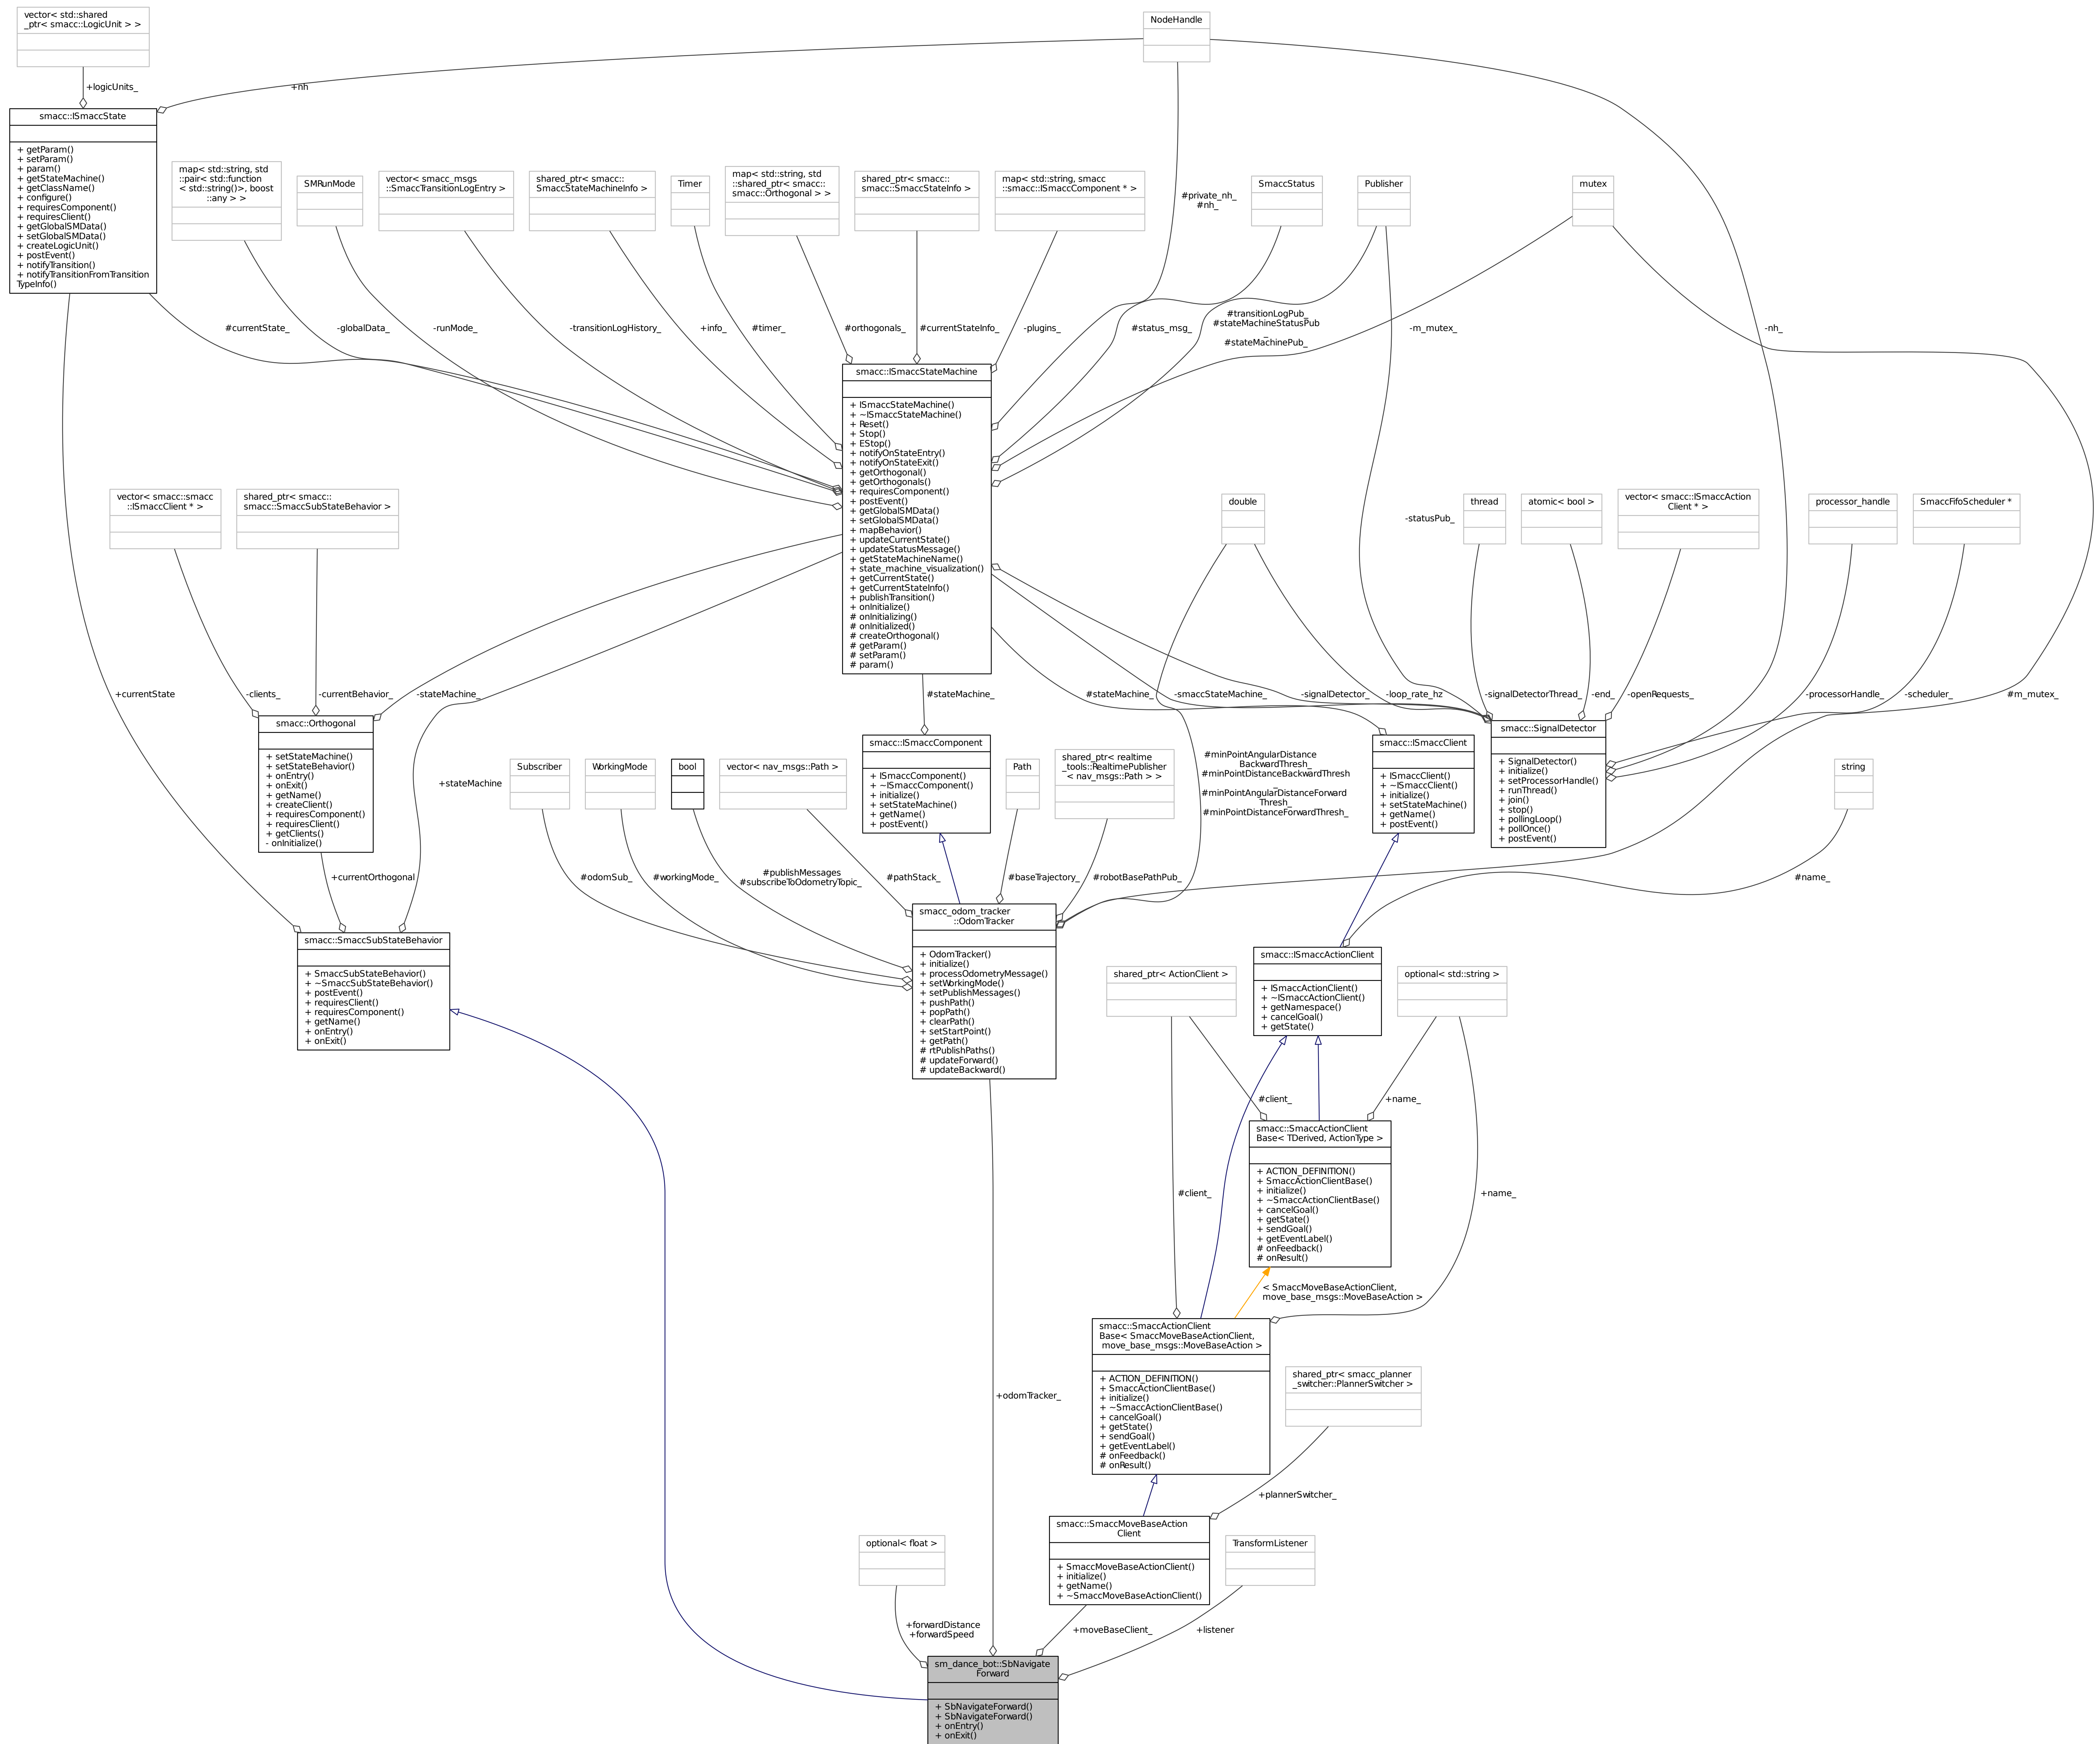 vector< std::shared
_ptr< smacc::LogicUnit > >
NodeHandle
+logicUnits_
+nh
smacc::ISmaccState
+ getParam()
+ setParam()
+ param()
+ getStateMachine()
+ getClassName()
+ configure()
+ requiresComponent()
+ requiresClient()
+ getGlobalSMData()
+ setGlobalSMData()
+ createLogicUnit()
+ postEvent()
+ notifyTransition()
+ notifyTransitionFromTransition
TypeInfo()
map< std::string, std
::pair< std::function
< std::string()>, boost
::any > >
SMRunMode
vector< smacc_msgs
::SmaccTransitionLogEntry >
shared_ptr< smacc::
SmaccStateMachineInfo >
Timer
map< std::string, std
::shared_ptr< smacc::
smacc::Orthogonal > >
shared_ptr< smacc::
smacc::SmaccStateInfo >
map< std::string, smacc
::smacc::ISmaccComponent * >
#private_nh_
#nh_
SmaccStatus
Publisher
mutex
#currentState_
-globalData_
-runMode_
-transitionLogHistory_
+info_
#timer_
#orthogonals_
#currentStateInfo_
-plugins_
#status_msg_
#transitionLogPub_
#stateMachineStatusPub
_
#stateMachinePub_
-m_mutex_
-nh_
smacc::ISmaccStateMachine
+ ISmaccStateMachine()
+ ~ISmaccStateMachine()
+ Reset()
+ Stop()
+ EStop()
+ notifyOnStateEntry()
+ notifyOnStateExit()
+ getOrthogonal()
+ getOrthogonals()
+ requiresComponent()
+ postEvent()
+ getGlobalSMData()
+ setGlobalSMData()
+ mapBehavior()
+ updateCurrentState()
+ updateStatusMessage()
+ getStateMachineName()
+ state_machine_visualization()
+ getCurrentState()
+ getCurrentStateInfo()
+ publishTransition()
+ onInitialize()
# onInitializing()
# onInitialized()
# createOrthogonal()
# getParam()
# setParam()
# param()
vector< smacc::smacc
::ISmaccClient * >
shared_ptr< smacc::
smacc::SmaccSubStateBehavior >
double
-statusPub_
thread
atomic< bool >
vector< smacc::ISmaccAction
Client * >
processor_handle
SmaccFifoScheduler *
+currentState
-clients_
-currentBehavior_
-stateMachine_
#stateMachine_
#stateMachine_
-smaccStateMachine_
-signalDetector_
-loop_rate_hz
-signalDetectorThread_
-end_
-openRequests_
-processorHandle_
-scheduler_
#m_mutex_
smacc::Orthogonal
+ setStateMachine()
+ setStateBehavior()
+ onEntry()
+ onExit()
+ getName()
+ createClient()
+ requiresComponent()
+ requiresClient()
+ getClients()
- onInitialize()
+stateMachine
Subscriber
WorkingMode
bool
vector< nav_msgs::Path >
smacc::ISmaccComponent
+ ISmaccComponent()
+ ~ISmaccComponent()
+ initialize()
+ setStateMachine()
+ getName()
+ postEvent()
Path
shared_ptr< realtime
_tools::RealtimePublisher
< nav_msgs::Path > >
#minPointAngularDistance
BackwardThresh_
#minPointDistanceBackwardThresh
_
#minPointAngularDistanceForward
Thresh_
#minPointDistanceForwardThresh_
smacc::ISmaccClient
+ ISmaccClient()
+ ~ISmaccClient()
+ initialize()
+ setStateMachine()
+ getName()
+ postEvent()
smacc::SignalDetector
+ SignalDetector()
+ initialize()
+ setProcessorHandle()
+ runThread()
+ join()
+ stop()
+ pollingLoop()
+ pollOnce()
+ postEvent()
string
+currentOrthogonal
#odomSub_
#workingMode_
#publishMessages
#subscribeToOdometryTopic_
#pathStack_
#baseTrajectory_
#robotBasePathPub_
#name_
smacc::SmaccSubStateBehavior
+ SmaccSubStateBehavior()
+ ~SmaccSubStateBehavior()
+ postEvent()
+ requiresClient()
+ requiresComponent()
+ getName()
+ onEntry()
+ onExit()
smacc_odom_tracker
::OdomTracker
+ OdomTracker()
+ initialize()
+ processOdometryMessage()
+ setWorkingMode()
+ setPublishMessages()
+ pushPath()
+ popPath()
+ clearPath()
+ setStartPoint()
+ getPath()
# rtPublishPaths()
# updateForward()
# updateBackward()
shared_ptr< ActionClient >
smacc::ISmaccActionClient
+ ISmaccActionClient()
+ ~ISmaccActionClient()
+ getNamespace()
+ cancelGoal()
+ getState()
optional< std::string >
#client_
+name_
smacc::SmaccActionClient
Base< TDerived, ActionType >
+ ACTION_DEFINITION()
+ SmaccActionClientBase()
+ initialize()
+ ~SmaccActionClientBase()
+ cancelGoal()
+ getState()
+ sendGoal()
+ getEventLabel()
# onFeedback()
# onResult()
#client_
+name_
< SmaccMoveBaseActionClient,
move_base_msgs::MoveBaseAction >
smacc::SmaccActionClient
Base< SmaccMoveBaseActionClient,
move_base_msgs::MoveBaseAction >
+ ACTION_DEFINITION()
+ SmaccActionClientBase()
+ initialize()
+ ~SmaccActionClientBase()
+ cancelGoal()
+ getState()
+ sendGoal()
+ getEventLabel()
# onFeedback()
# onResult()
+odomTracker_
shared_ptr< smacc_planner
_switcher::PlannerSwitcher >
+plannerSwitcher_
smacc::SmaccMoveBaseAction
Client
+ SmaccMoveBaseActionClient()
+ initialize()
+ getName()
+ ~SmaccMoveBaseActionClient()
optional< float >
TransformListener
+forwardDistance
+forwardSpeed
+moveBaseClient_
+listener
sm_dance_bot::SbNavigate
Forward
+ SbNavigateForward()
+ SbNavigateForward()
+ onEntry()
+ onExit()